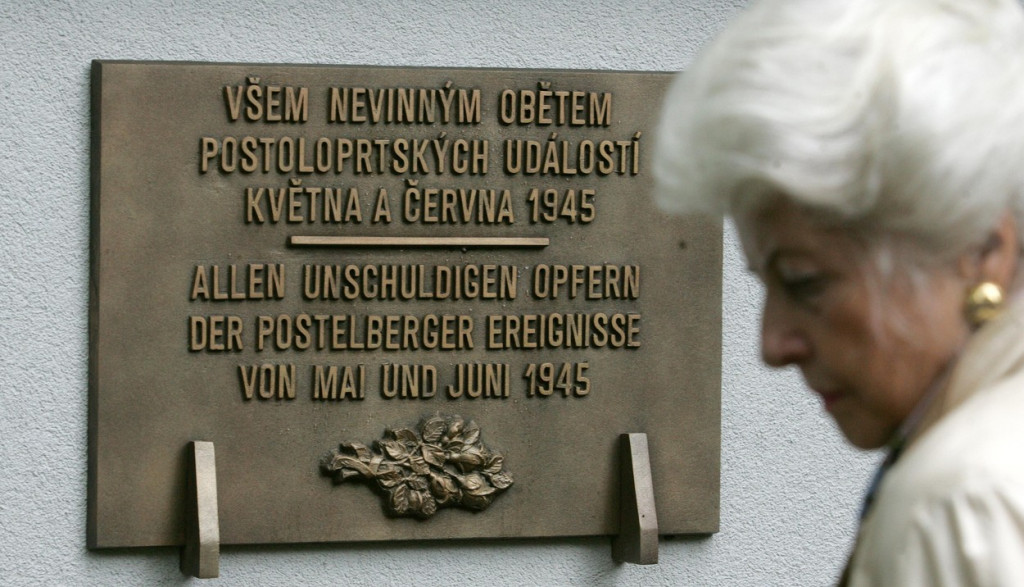 VŠEM NEVINNÝM OBĚTEM
POSTOLOPRTSKÝCH UDÁLOSTÍ
KVĚTNA A ČERVNA 1945
ALLEN UNSCHULDIGEN OPFERN
DER POSTELBERGER EREIGNISSE
VON MAI UND JUNI 1945